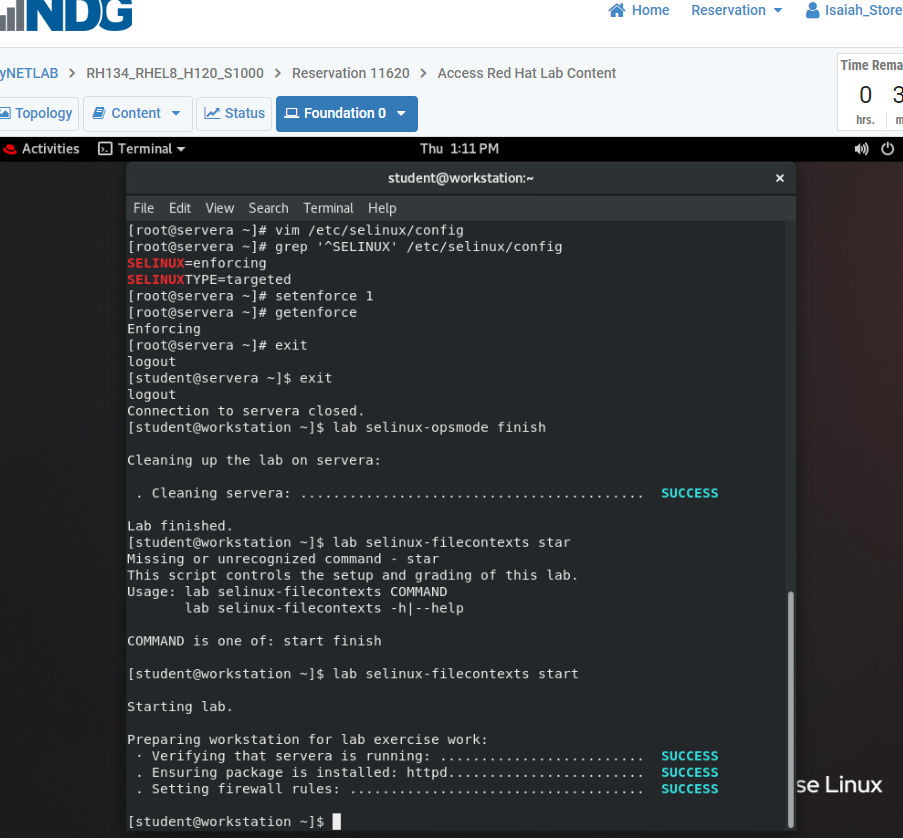 NDG
Home Reservation Isaiah_Store
yNETLAB > RH134_RHEL8_H120_S1000 > Reservation 11620 > Access Red Hat Lab Content
Time Rema
0 3
hrs. m
Topology Content Status Foundation 0
Activities Terminal Thu 1:11 PM
student@workstation:~ ×
File Edit View Search Terminal Help
[root@servera ~]# vim /etc/selinux/config
[root@servera ~]# grep '^SELINUX' /etc/selinux/config
SELINUX=enforcing
SELINUXTYPE=targeted
[root@servera ~]# setenforce 1
[root@servera ~]# getenforce
Enforcing
[root@servera ~]# exit
logout
[student@servera ~]$ exit
logout
Connection to servera closed.
[student@workstation ~]$ lab selinux-opsmode finish
Cleaning up the lab on servera:
. Cleaning servera: .......................................... SUCCESS
Lab finished.
[student@workstation ~]$ lab selinux-filecontexts star
Missing or unrecognized command - star
This script controls the setup and grading of this lab.
Usage: lab selinux-filecontexts COMMAND
lab selinux-filecontexts -h|--help
COMMAND is one of: start finish
[student@workstation ~]$ lab selinux-filecontexts start
Starting lab.
Preparing workstation for lab exercise work:
· Verifying that servera is running: ......................... SUCCESS
. Ensuring package is installed: httpd........................ SUCCESS
. Setting firewall rules: .................................... SUCCESS
se Linux
[student@workstation ~]$